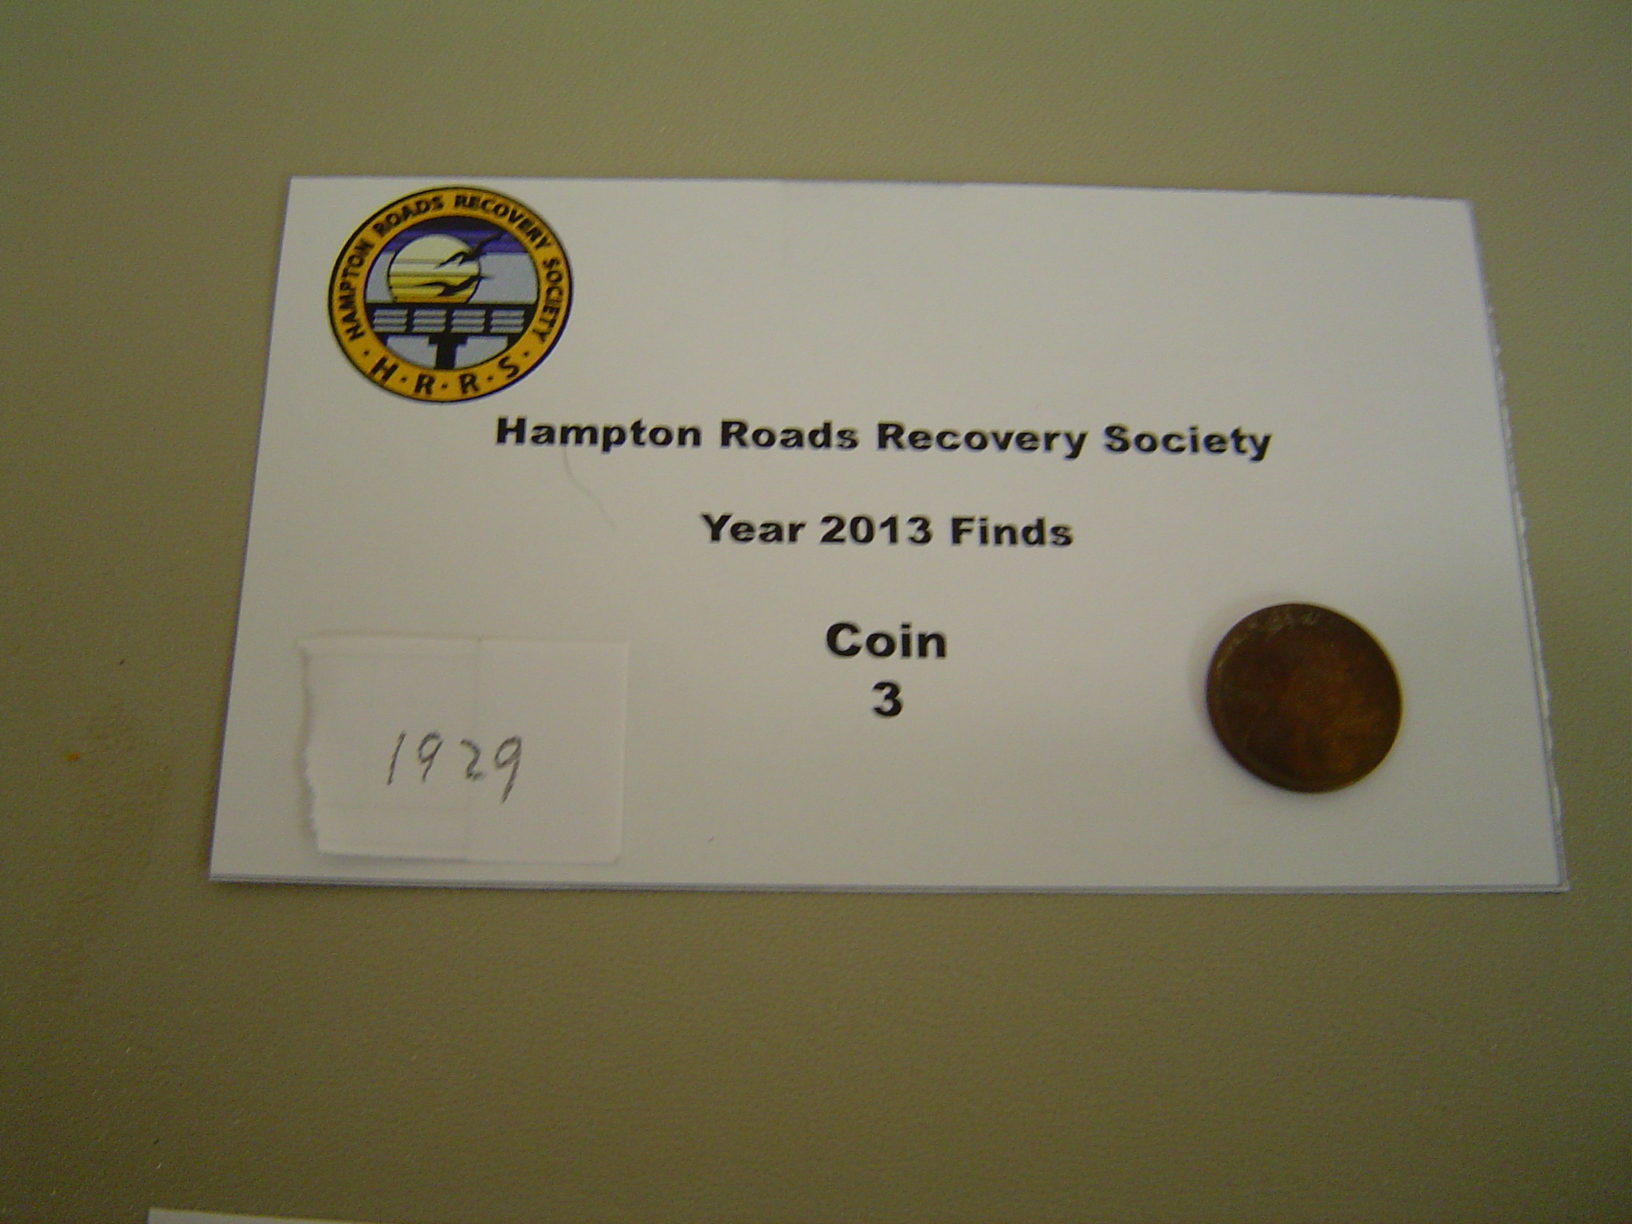 HAMPTON ROADS RECOVERY SOCIETY
· H · R · R · S ·
Hampton Roads Recovery Society
Year 2013 Finds
Coin
3
1929